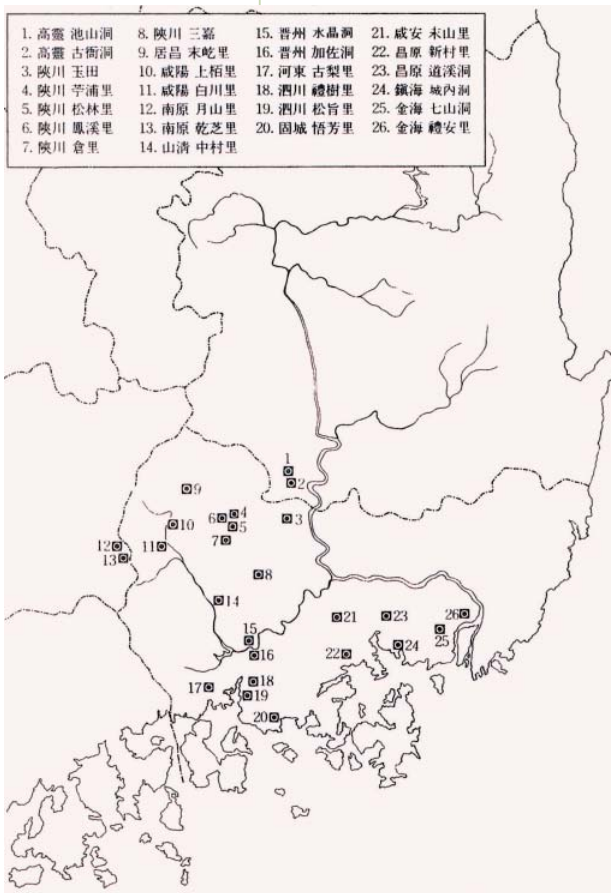 1. 高靈 池山洞
2. 高靈 古衙洞
3. 陜川 玉田
4. 陜川 苧浦里
5. 陜川 松林里
6. 陜川 鳳溪里
7. 陜川 倉里
8. 陜川 三嘉
9. 居昌 末屹里
10. 咸陽 上栢里
11. 咸陽 白川里
12. 南原 月山里
13. 南原 乾芝里
14. 山淸 中村里
15. 晋州 水晶洞
16. 晋州 加佐洞
17. 河東 古梨里
18. 泗川 禮樹里
19. 泗川 松旨里
20. 固城 悟芳里
21. 咸安 末山里
22. 昌原 新村里
23. 昌原 道溪洞
24. 鎭海 城內洞
25. 金海 七山洞
26. 金海 禮安里
1
2
9
4
6
5
3
10
7
12
11
13
8
14
21
23
26
25
15
24
16
22
18
17
19
20